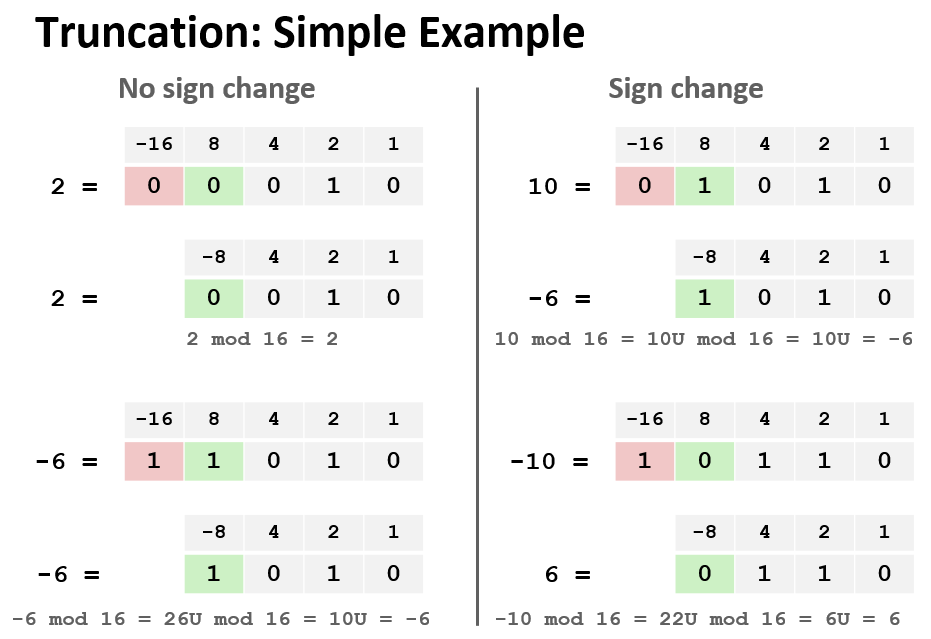 Truncation: Simple Example
No sign change
-16 8 4 2 1
2 = 0 0 0 1 0
-8 4 2 1
2 = 0 0 1 0
2 mod 16 = 2
-16 8 4 2 1
-6 = 1 1 0 1 0
-8 4 2 1
-6 = 1 0 1 0
-6 mod 16 = 26U mod 16 = 10U = -6
Sign change
-16 8 4 2 1
10 = 0 1 0 1 0
-8 4 2 1
-6 = 1 0 1 0
10 mod 16 = 10U mod 16 = 10U = -6
-16 8 4 2 1
-10 = 1 0 1 1 0
-8 4 2 1
6 = 0 1 1 0
-10 mod 16 = 22U mod 16 = 6U = 6